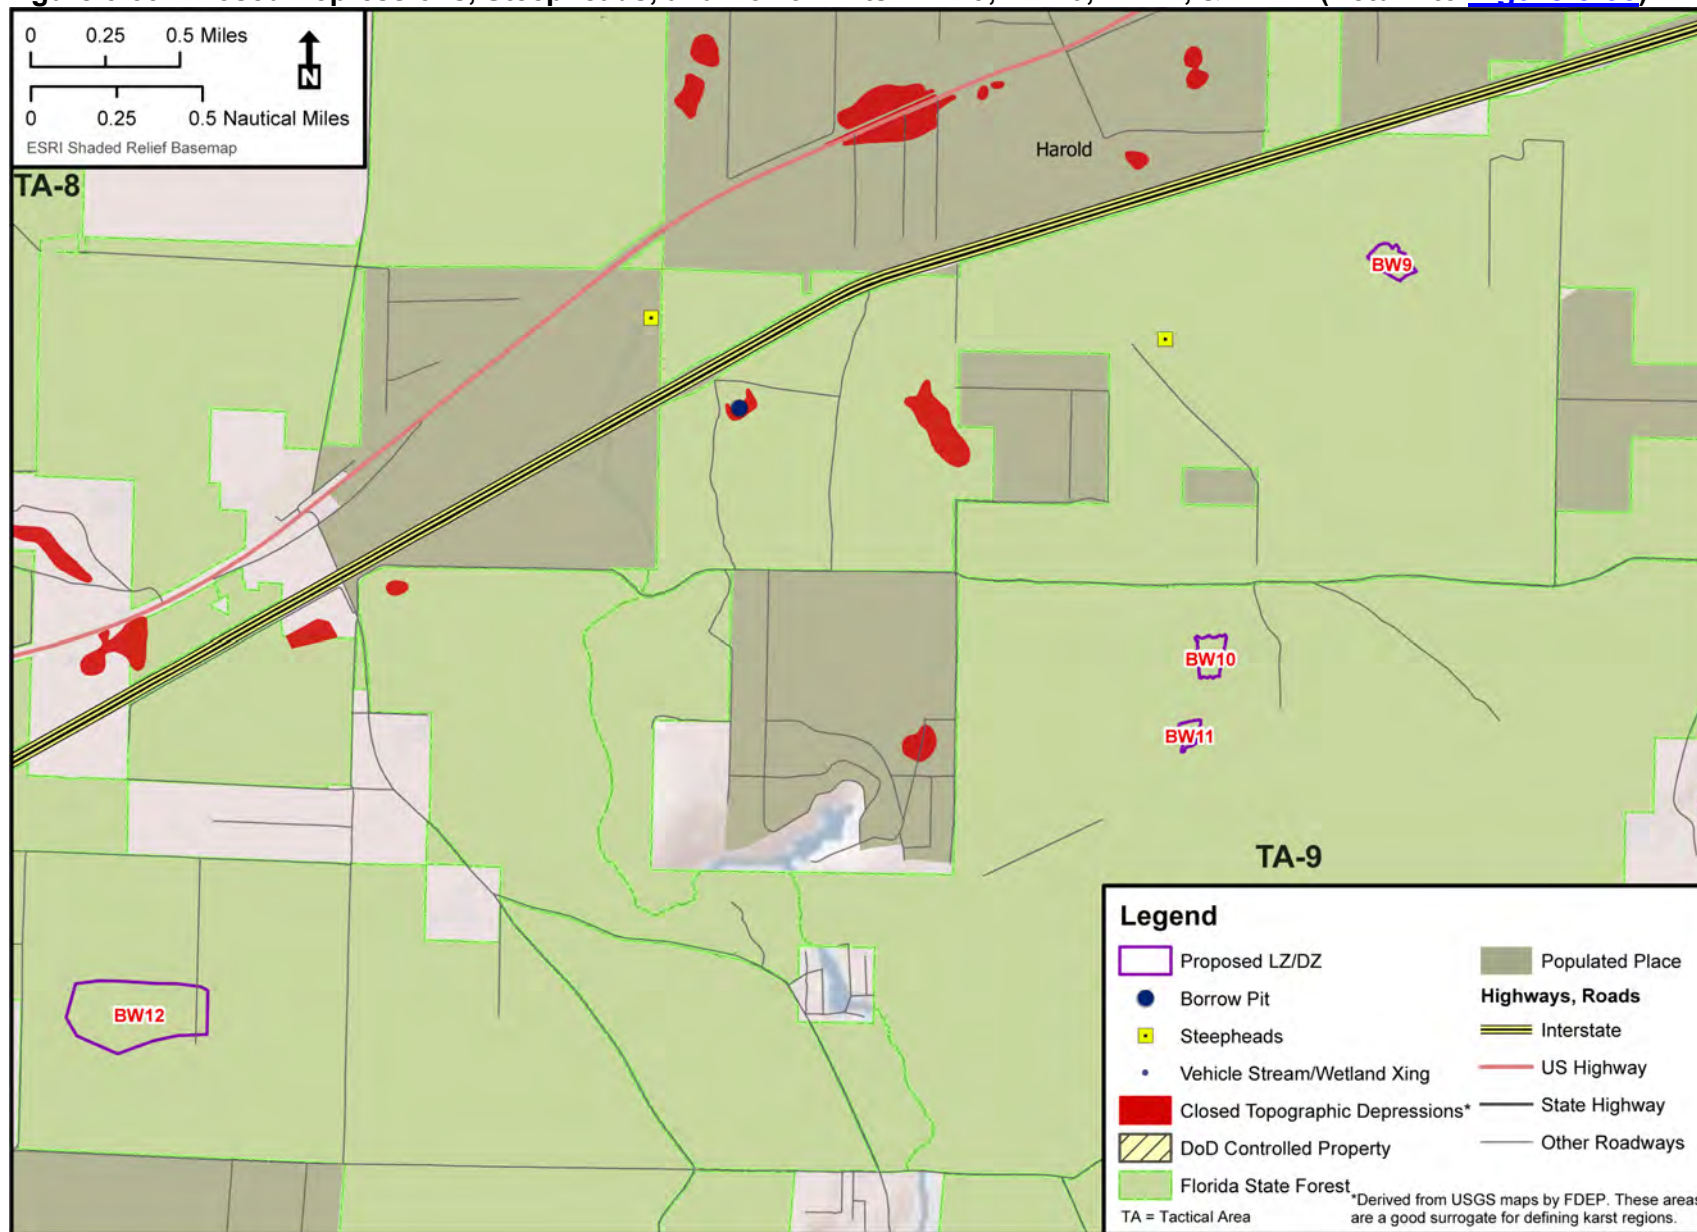 0 0.25 0.5 Miles
N
0 0.25 0.5 Nautical Miles
ESRI Shaded Relief Basemap
TA-8
Harold
BW9
BW10
BW11
TA-9
BW12
Legend
Proposed LZ/DZ
Borrow Pit
Steepheads
Vehicle Stream/Wetland Xing
Closed Topographic Depressions*
DoD Controlled Property
Florida State Forest
TA = Tactical Area
Populated Place
Highways, Roads
Interstate
US Highway
State Highway
Other Roadways
*Derived from USGS maps by FDEP. These areas
are a good surrogate for defining karst regions.